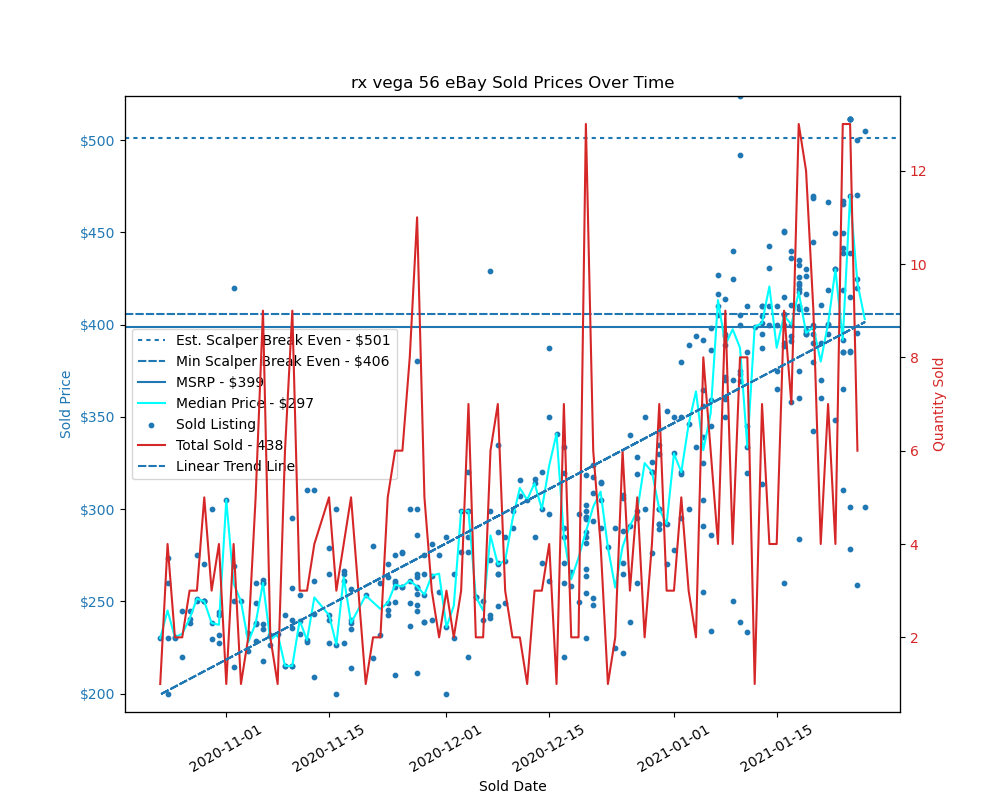 rx vega 56 eBay Sold Prices Over Time
$500
$450
$400
$350
$300
$250
$200
Sold Price
12
10
8
6
4
2
Quantity Sold
Est. Scalper Break Even - $501
Min Scalper Break Even - $406
MSRP - $399
Median Price - $297
Sold Listing
Total Sold - 438
Linear Trend Line
2020-11-01
2020-11-15
2020-12-01
2020-12-15
2021-01-01
2021-01-15
Sold Date